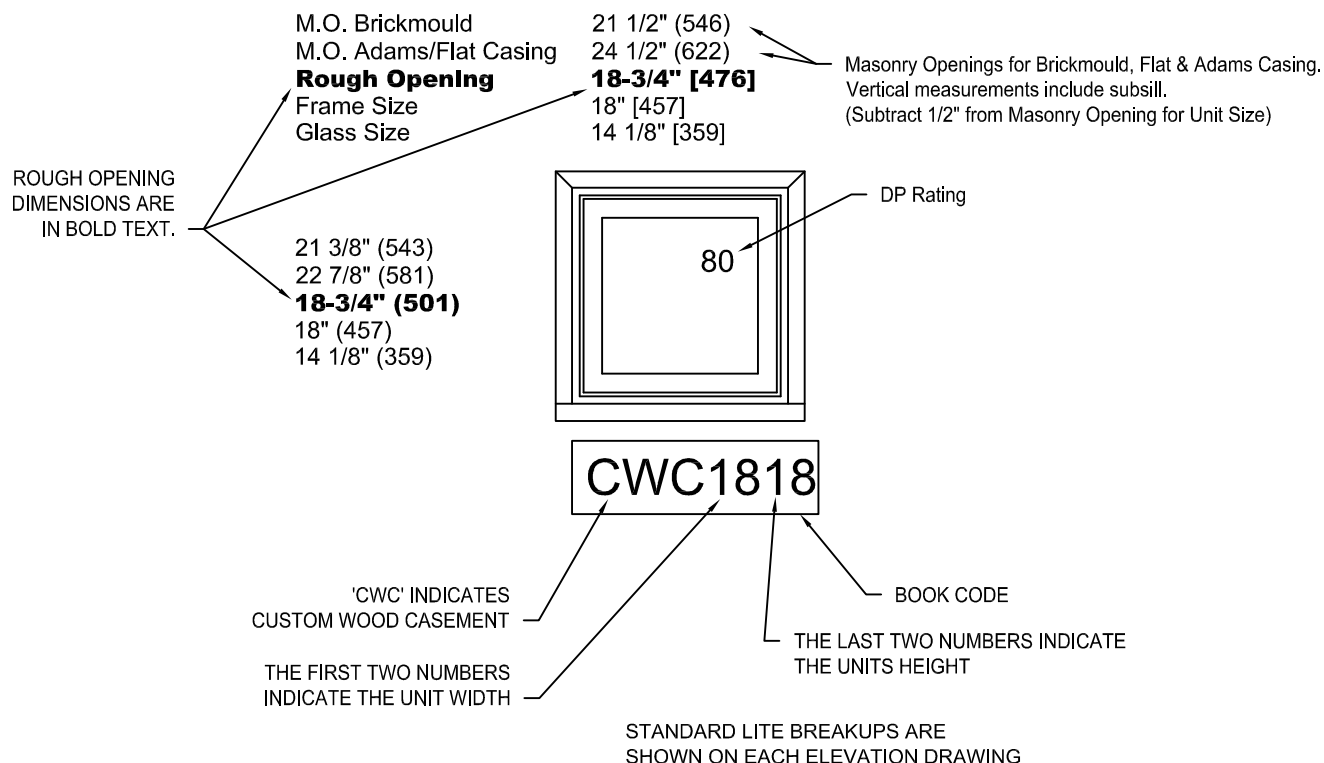 M.O. Brickmould 21 1/2" (546)
M.O. Adams/Flat Casing 24 1/2" (622)
Rough Opening 18-3/4" [476]
Frame Size 18" [457]
Glass Size 14 1/8" [359]
Masonry Openings for Brickmould, Flat & Adams Casing.
Vertical measurements include subsill.
(Subtract 1/2" from Masonry Opening for Unit Size)
ROUGH OPENING
DIMENSIONS ARE
IN BOLD TEXT.
DP Rating
80
21 3/8" (543)
22 7/8" (581)
18-3/4" (501)
18" (457)
14 1/8" (359)
CWC1818
'CWC' INDICATES
CUSTOM WOOD CASEMENT
BOOK CODE
THE FIRST TWO NUMBERS
INDICATE THE UNIT WIDTH
THE LAST TWO NUMBERS INDICATE
THE UNITS HEIGHT
STANDARD LITE BREAKUPS ARE
SHOWN ON EACH ELEVATION DRAWING